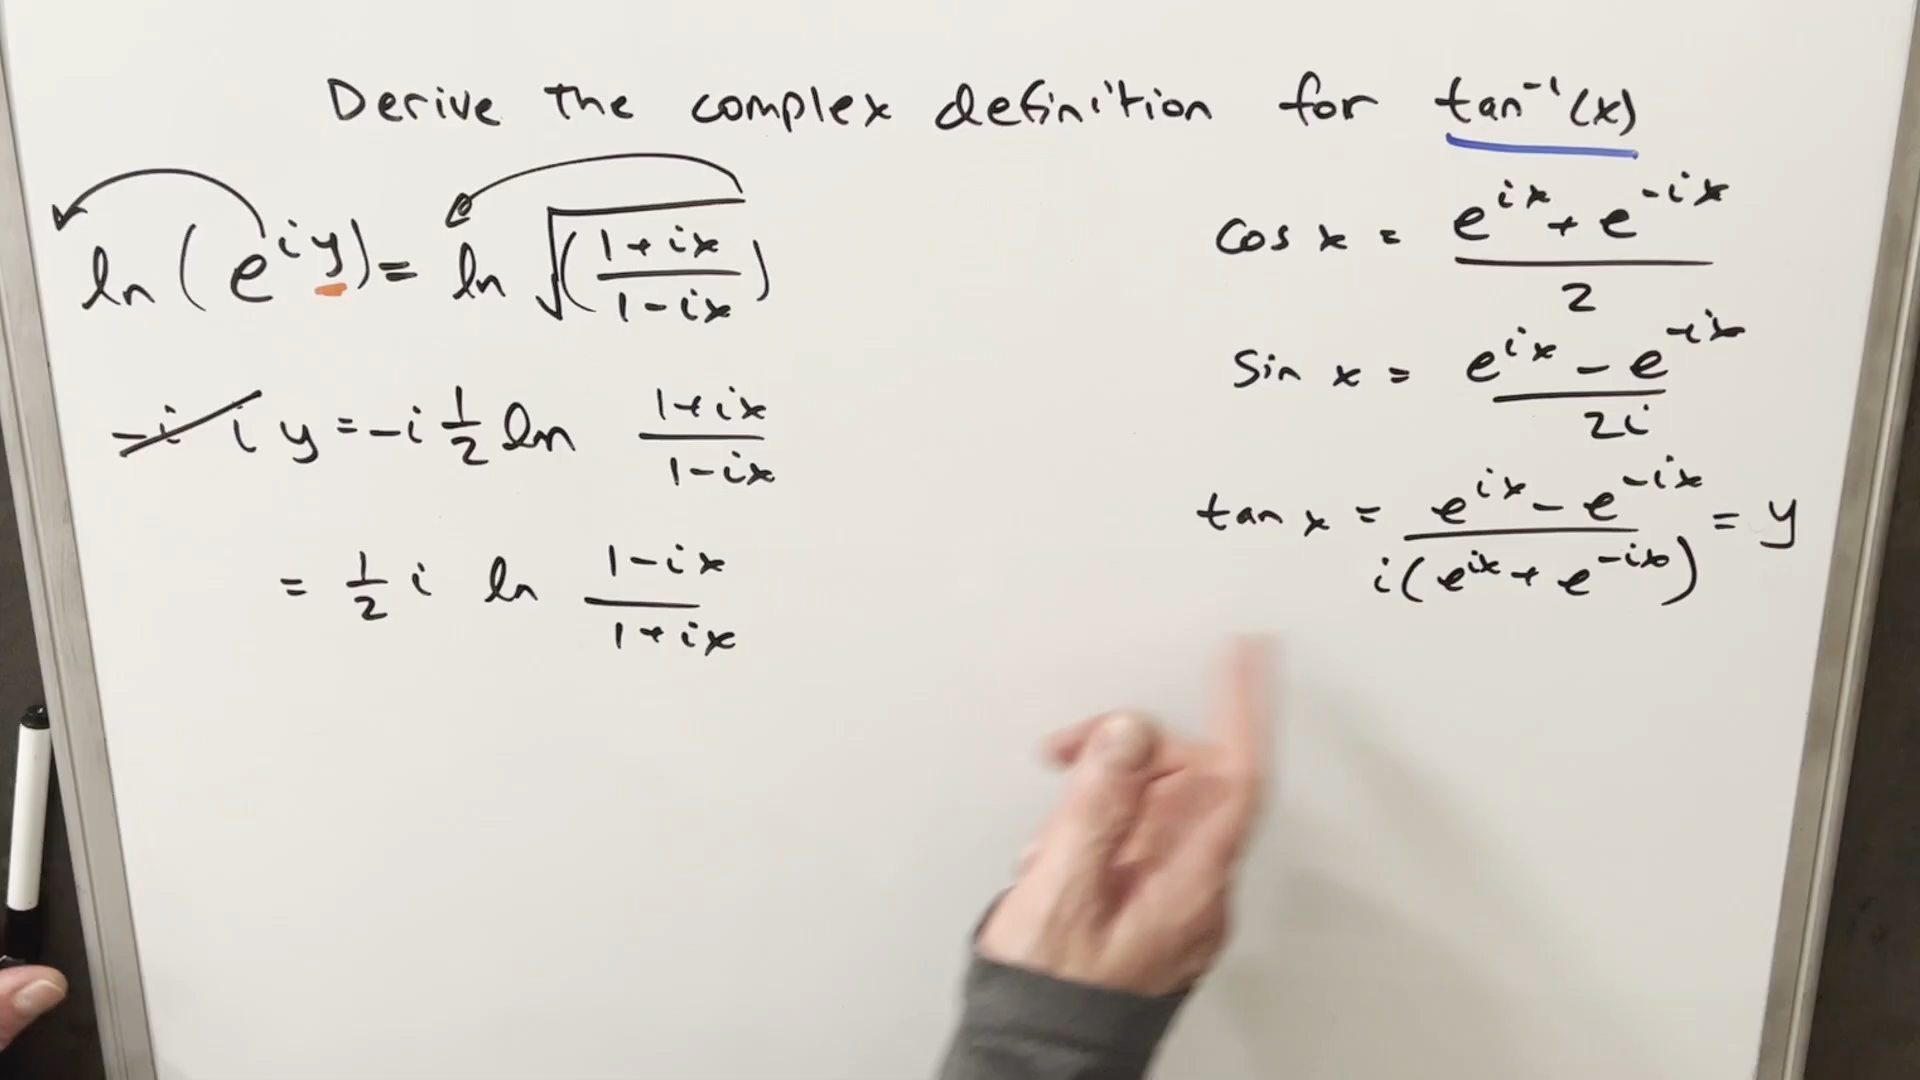 Derive the complex definition for tan⁻¹(x)
ln(e^{iy}) = ln √((1+ix)/(1-ix))
-i i y = -i 1/2 ln (1+ix)/(1-ix)
= 1/2 i ln (1-ix)/(1+ix)
cos x = (e^{ix} + e^{-ix})/2
sin x = (e^{ix} - e^{-ix})/2i
tan x = (e^{ix} - e^{-ix})/(i(e^{ix} + e^{-ix})) = y